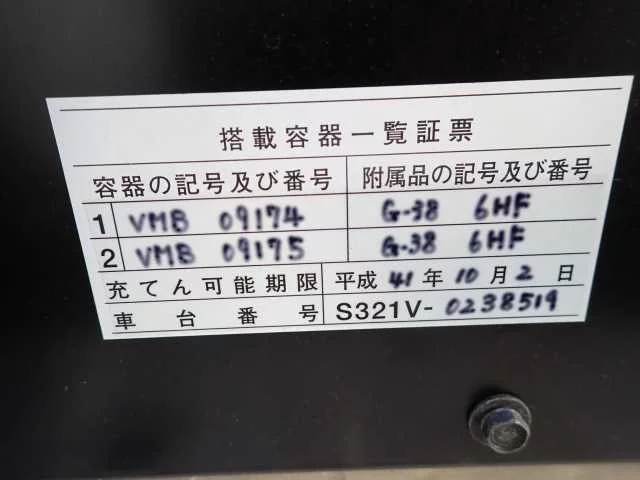 搭載容器一覧証票
容器の記号及び番号 附属品の記号及び番号
1 VMB 09174 G-38 6HF
2 VMB 09175 G-38 6HF
充てん可能期限 平成 41 年 10 月 2 日
車台番号 S321V-0238519